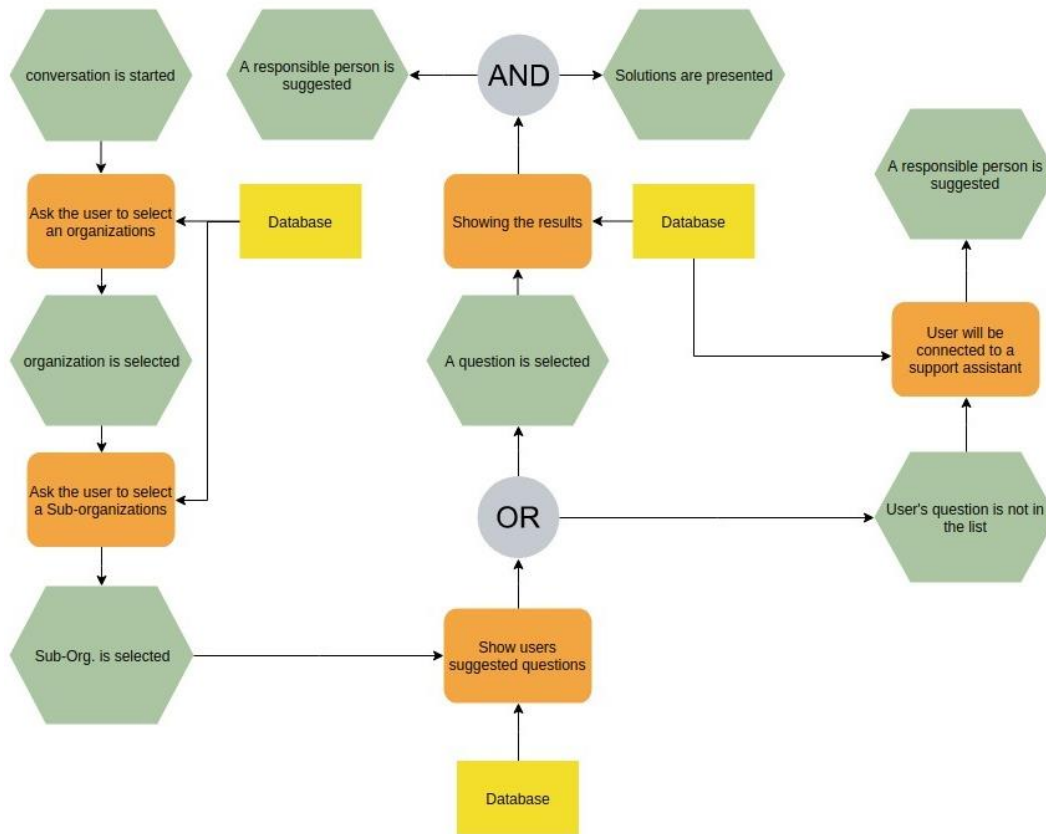 conversation is started
A responsible person is
suggested
AND
Solutions are presented
A responsible person is
suggested
Ask the user to select
an organizations
Database
Showing the results
Database
organization is selected
A question is selected
User will be
connected to a
support assistant
Ask the user to select
a Sub-organizations
OR
User's question is not in
the list
Sub-Org. is selected
Show users
suggested questions
Database